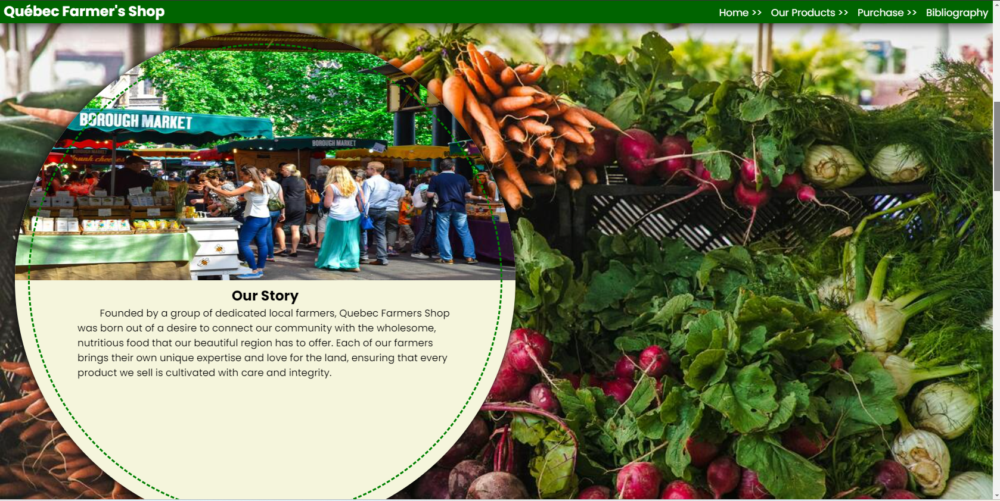 Québec Farmer's Shop
Home >> Our Products >> Purchase >> Bibliography
BOROUGH MARKET
BOROUGH MARKET
BOROUGH MARKET
Our Story
Founded by a group of dedicated local farmers, Quebec Farmers Shop
was born out of a desire to connect our community with the wholesome,
nutritious food that our beautiful region has to offer. Each of our farmers
brings their own unique expertise and love for the land, ensuring that every
product we sell is cultivated with care and integrity.